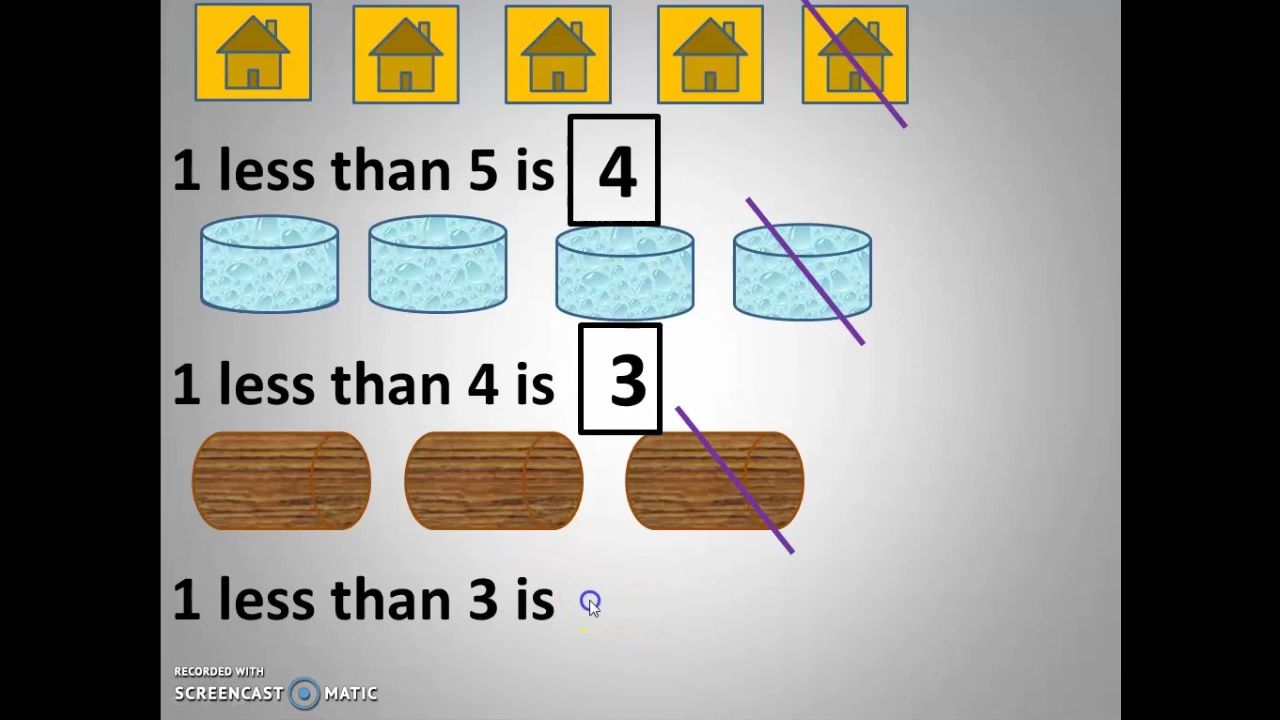 1 less than 5 is 4
1 less than 4 is 3
1 less than 3 is
RECORDED WITH
SCREENCAST MATIC